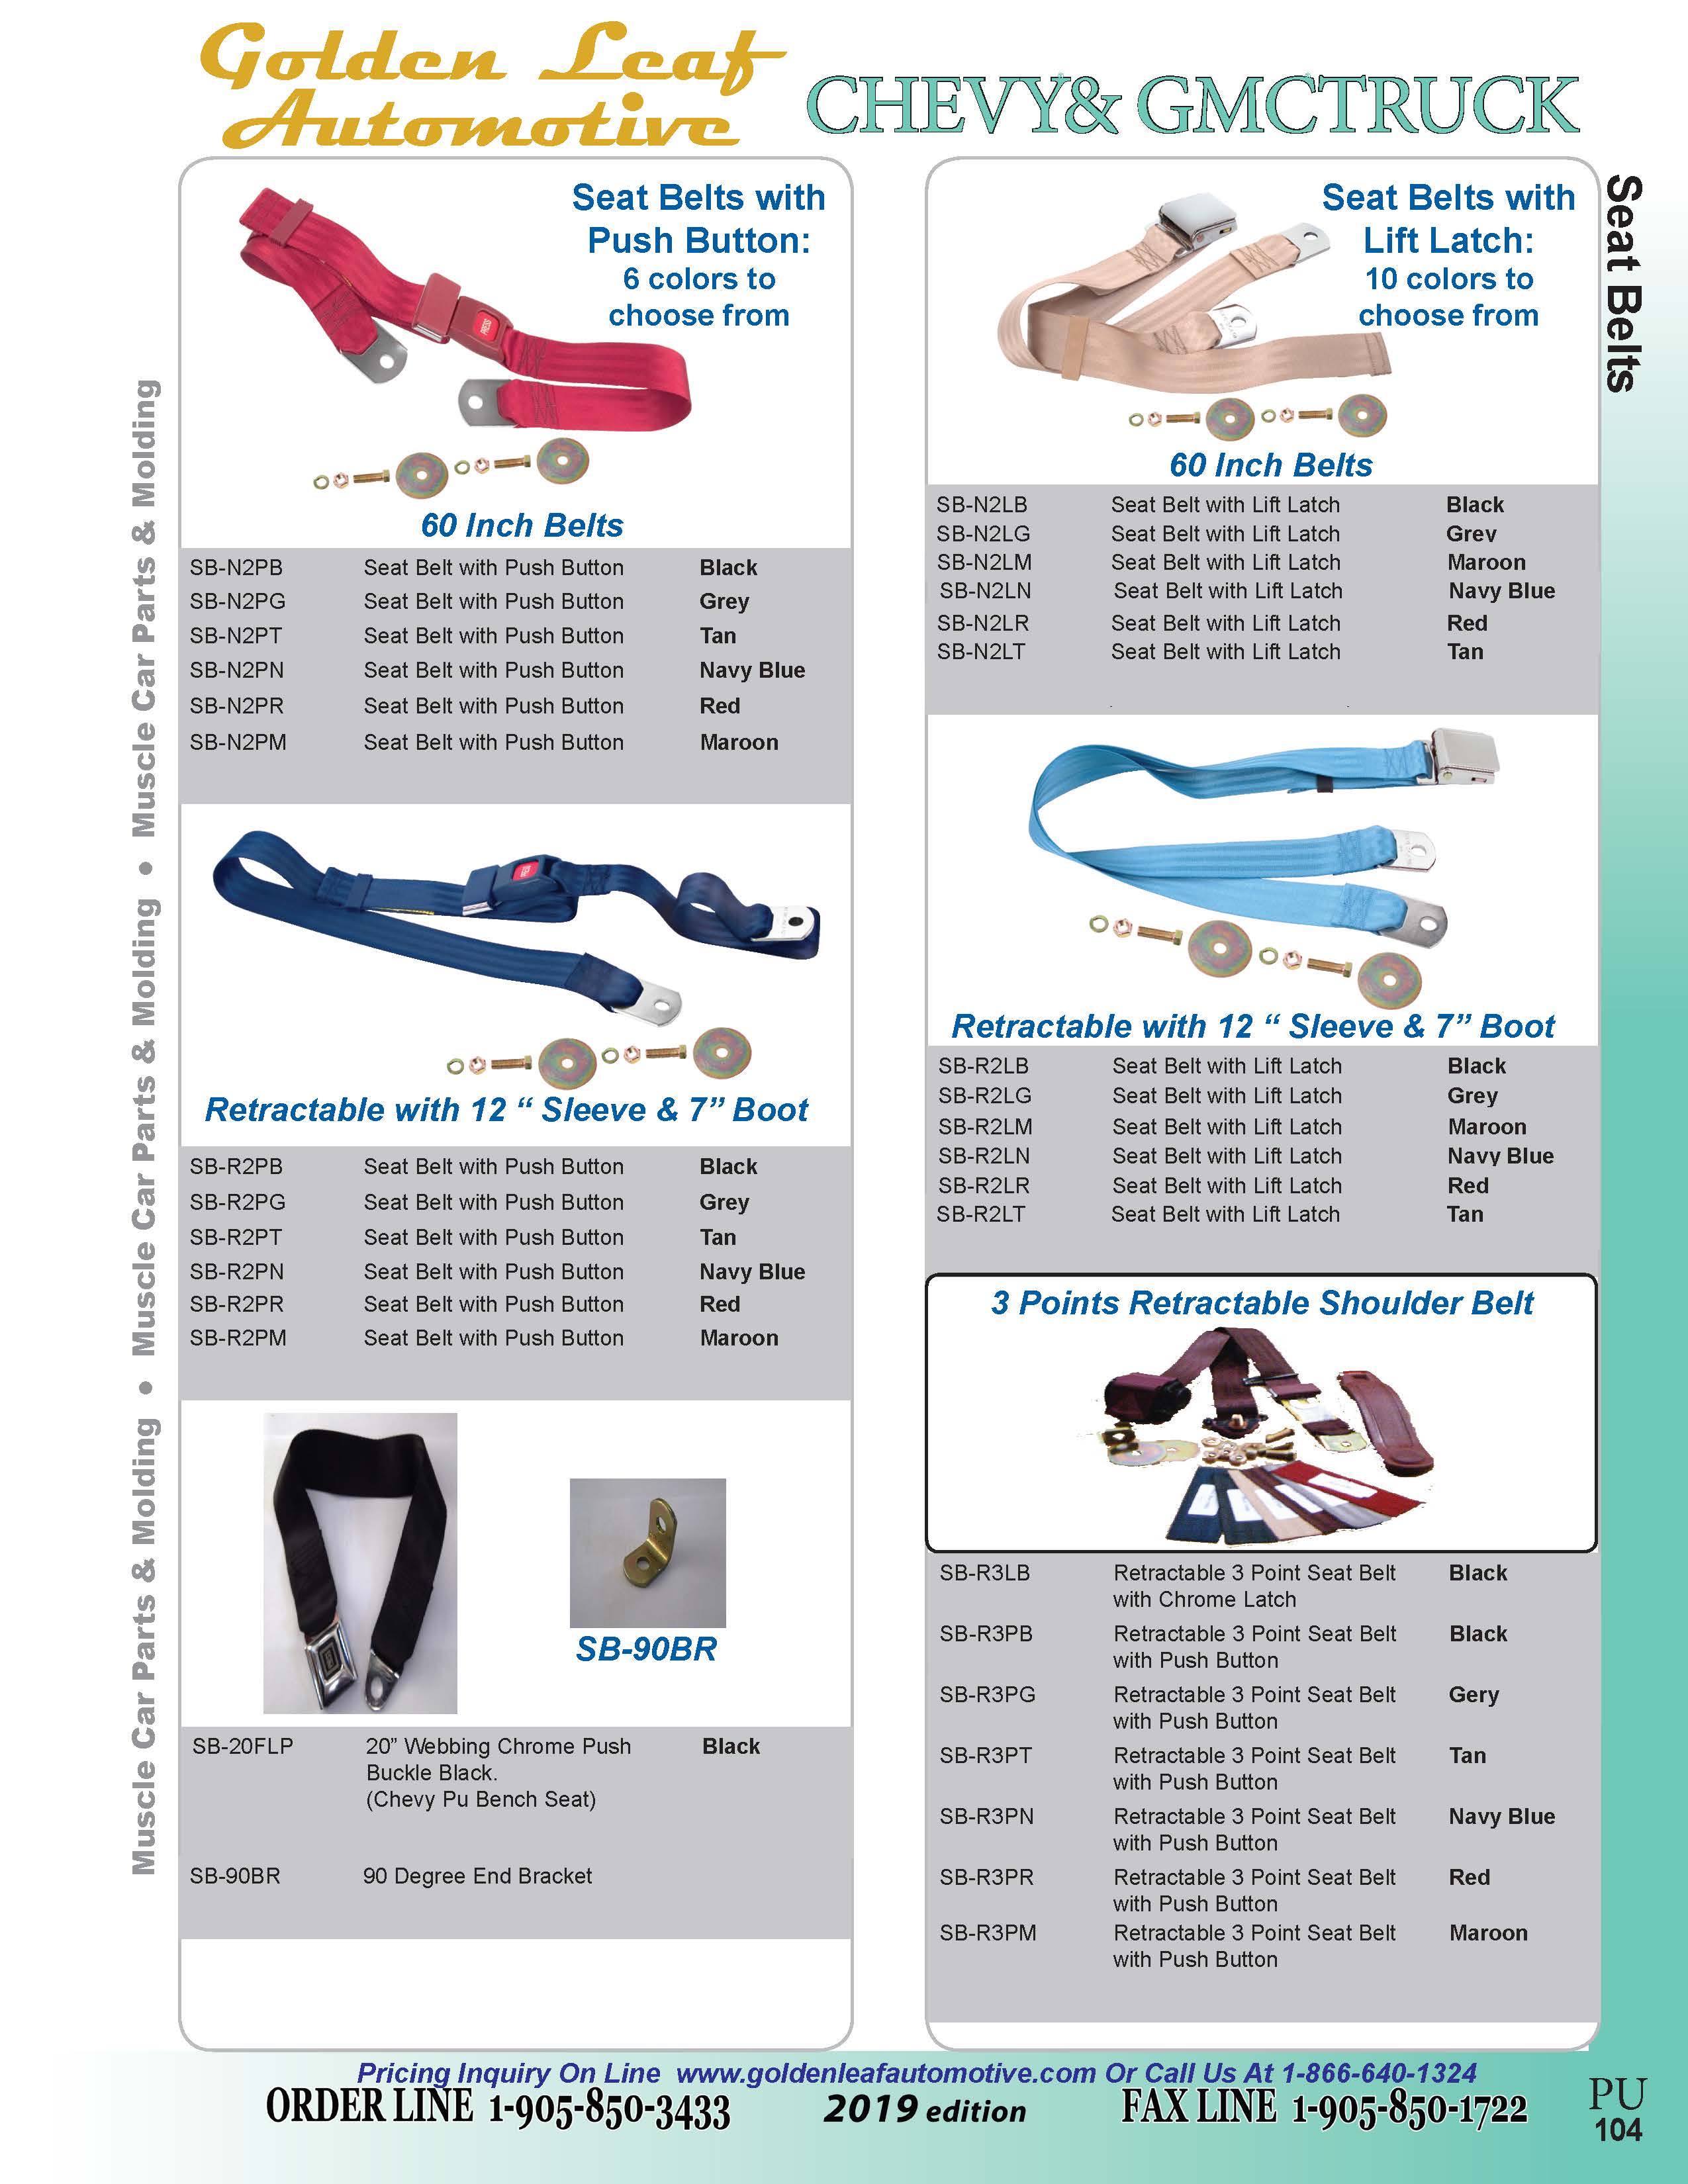 Golden Leaf
Automotive
CHEVY& GMCTRUCK
Seat Belts
Muscle Car Parts & Molding • Muscle Car Parts & Molding • Muscle Car Parts & Molding
Seat Belts with
Push Button:
6 colors to
choose from
PRESS
60 Inch Belts
SB-N2PB Seat Belt with Push Button Black
SB-N2PG Seat Belt with Push Button Grey
SB-N2PT Seat Belt with Push Button Tan
SB-N2PN Seat Belt with Push Button Navy Blue
SB-N2PR Seat Belt with Push Button Red
SB-N2PM Seat Belt with Push Button Maroon
Retractable with 12 “ Sleeve & 7” Boot
SB-R2PB Seat Belt with Push Button Black
SB-R2PG Seat Belt with Push Button Grey
SB-R2PT Seat Belt with Push Button Tan
SB-R2PN Seat Belt with Push Button Navy Blue
SB-R2PR Seat Belt with Push Button Red
SB-R2PM Seat Belt with Push Button Maroon
SB-90BR
SB-20FLP 20” Webbing Chrome Push Black
Buckle Black.
(Chevy Pu Bench Seat)
SB-90BR 90 Degree End Bracket
Seat Belts with
Lift Latch:
10 colors to
choose from
60 Inch Belts
SB-N2LB Seat Belt with Lift Latch Black
SB-N2LG Seat Belt with Lift Latch Grev
SB-N2LM Seat Belt with Lift Latch Maroon
SB-N2LN Seat Belt with Lift Latch Navy Blue
SB-N2LR Seat Belt with Lift Latch Red
SB-N2LT Seat Belt with Lift Latch Tan
Retractable with 12 “ Sleeve & 7” Boot
SB-R2LB Seat Belt with Lift Latch Black
SB-R2LG Seat Belt with Lift Latch Grey
SB-R2LM Seat Belt with Lift Latch Maroon
SB-R2LN Seat Belt with Lift Latch Navy Blue
SB-R2LR Seat Belt with Lift Latch Red
SB-R2LT Seat Belt with Lift Latch Tan
3 Points Retractable Shoulder Belt
SB-R3LB Retractable 3 Point Seat Belt Black
with Chrome Latch
SB-R3PB Retractable 3 Point Seat Belt Black
with Push Button
SB-R3PG Retractable 3 Point Seat Belt Gery
with Push Button
SB-R3PT Retractable 3 Point Seat Belt Tan
with Push Button
SB-R3PN Retractable 3 Point Seat Belt Navy Blue
with Push Button
SB-R3PR Retractable 3 Point Seat Belt Red
with Push Button
SB-R3PM Retractable 3 Point Seat Belt Maroon
with Push Button
Pricing Inquiry On Line www.goldenleafautomotive.com Or Call Us At 1-866-640-1324
ORDER LINE 1-905-850-3433 2019 edition FAX LINE 1-905-850-1722
PU
104